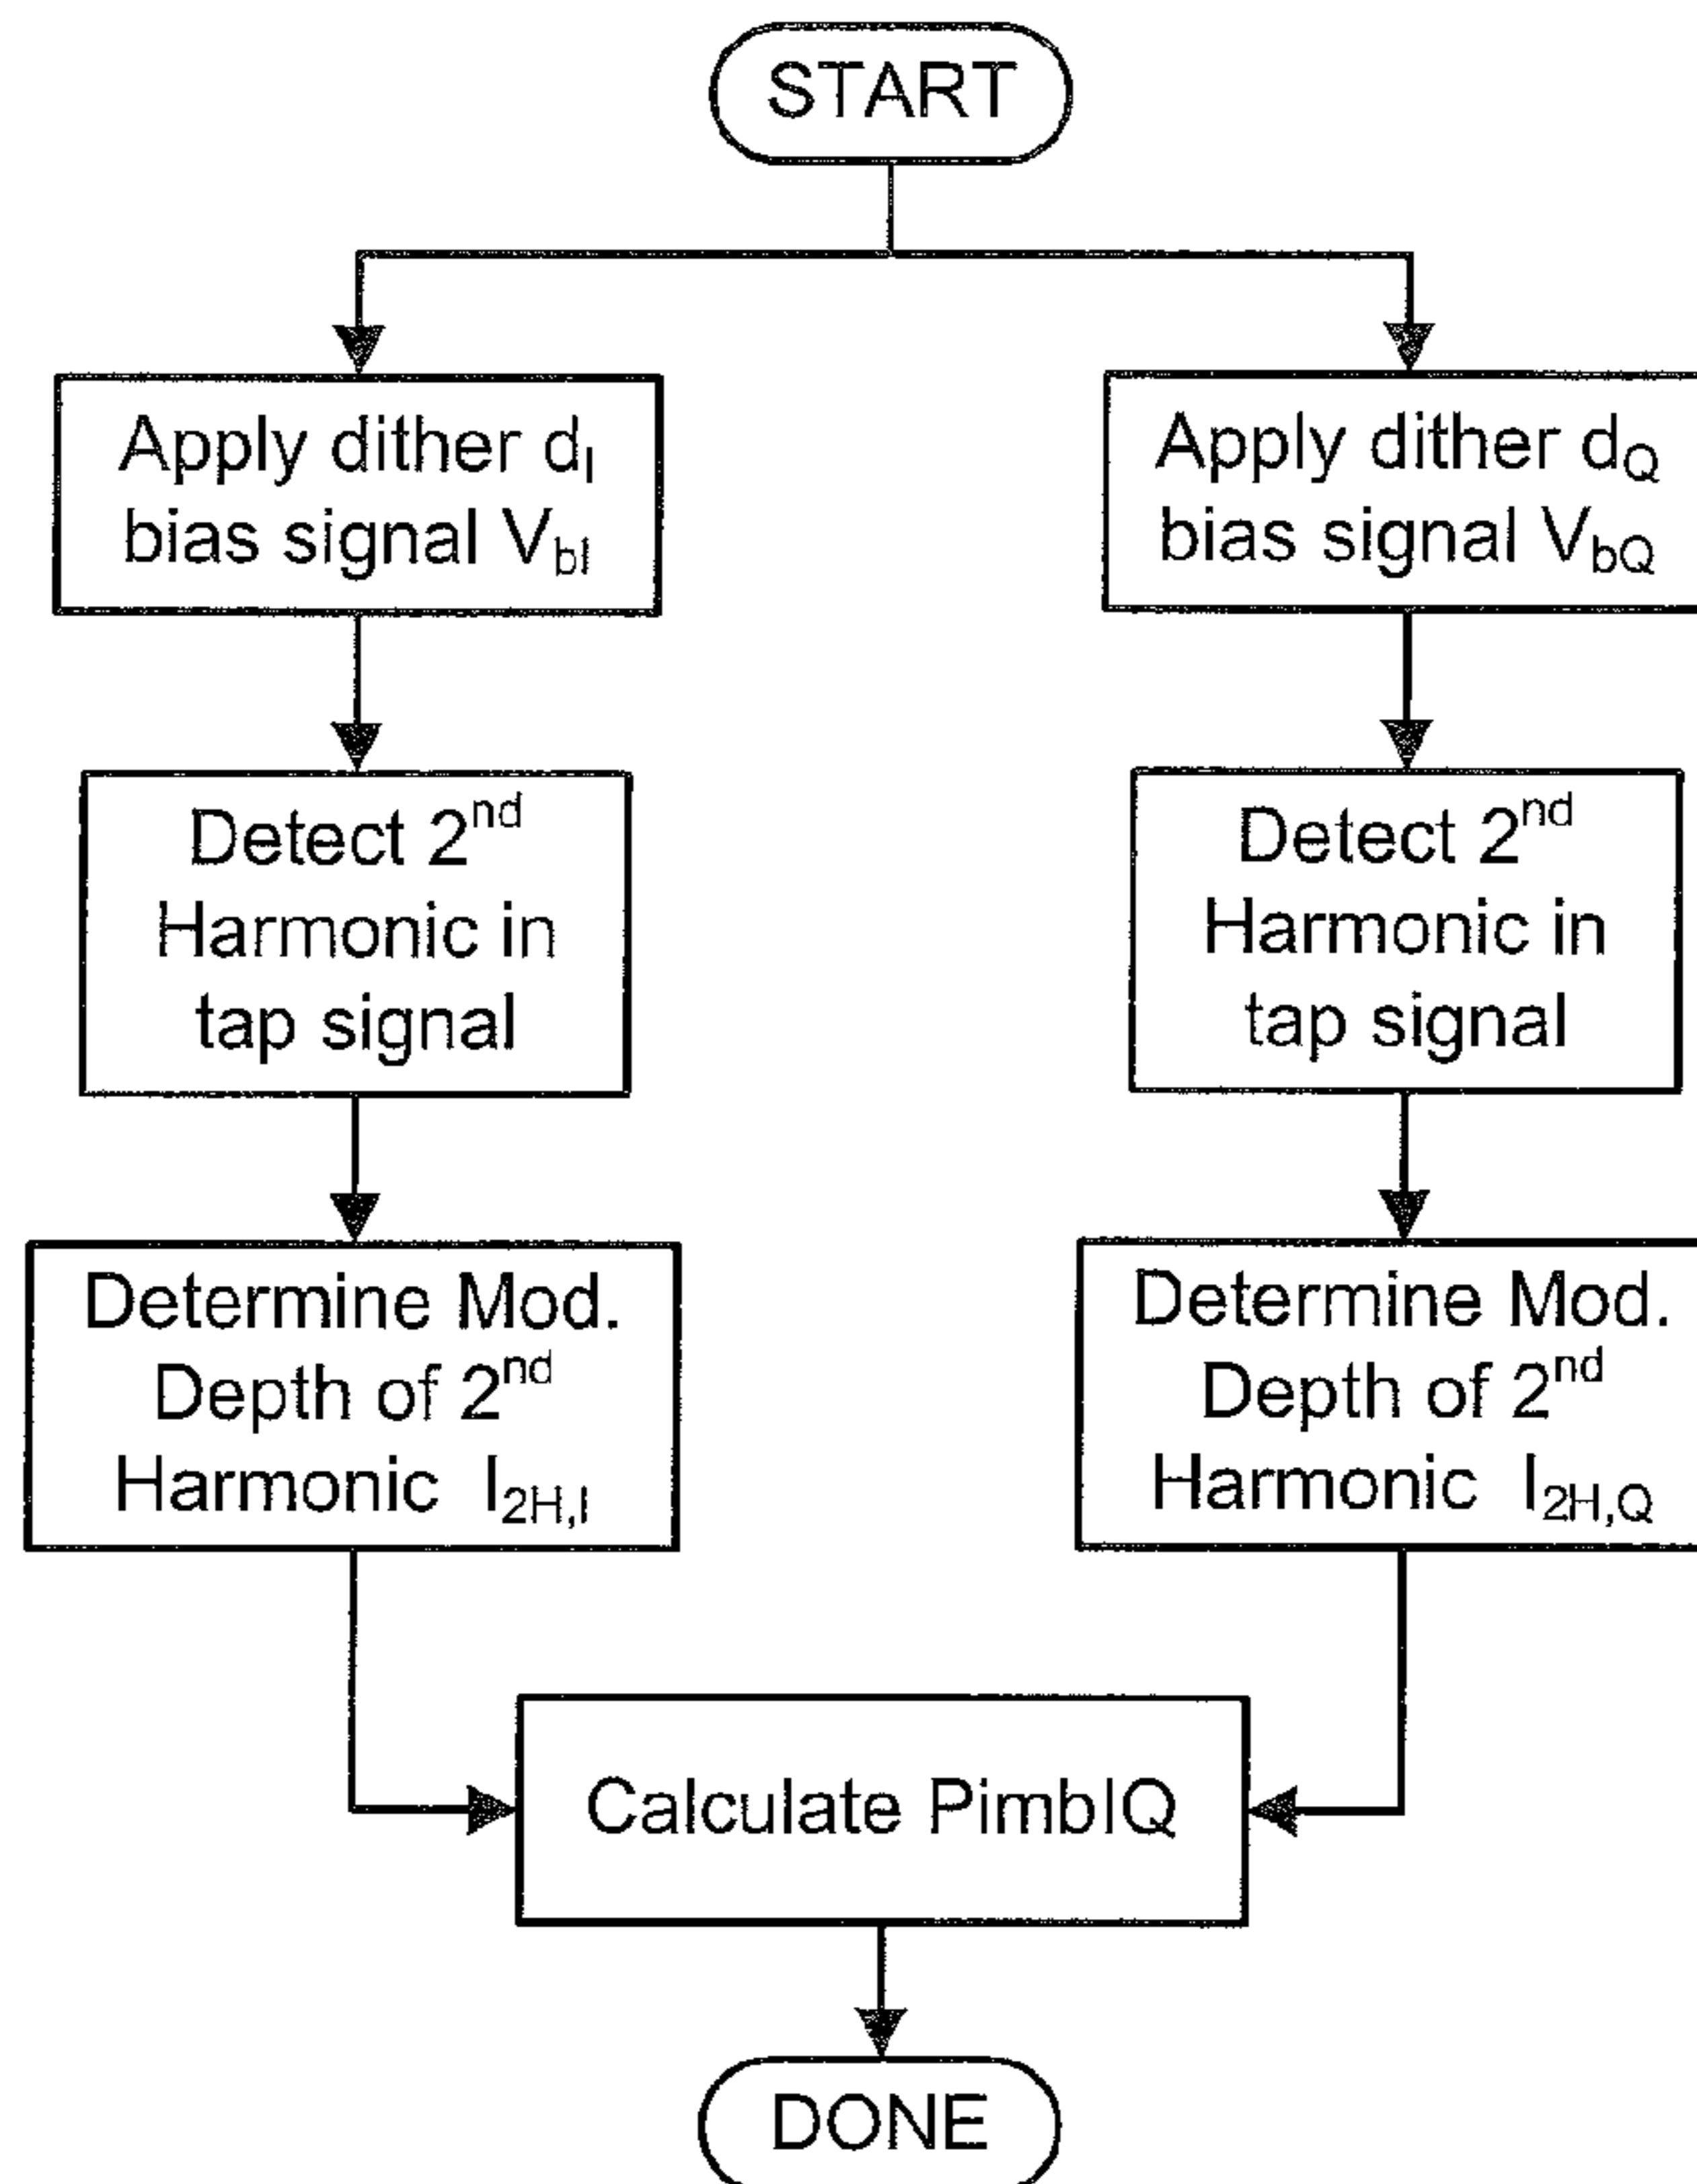 START
Apply dither dI
bias signal VbI
Detect 2nd
Harmonic in
tap signal
Determine Mod.
Depth of 2nd
Harmonic I2H,I
Apply dither dQ
bias signal VbQ
Detect 2nd
Harmonic in
tap signal
Determine Mod.
Depth of 2nd
Harmonic I2H,Q
Calculate PimbIQ
DONE